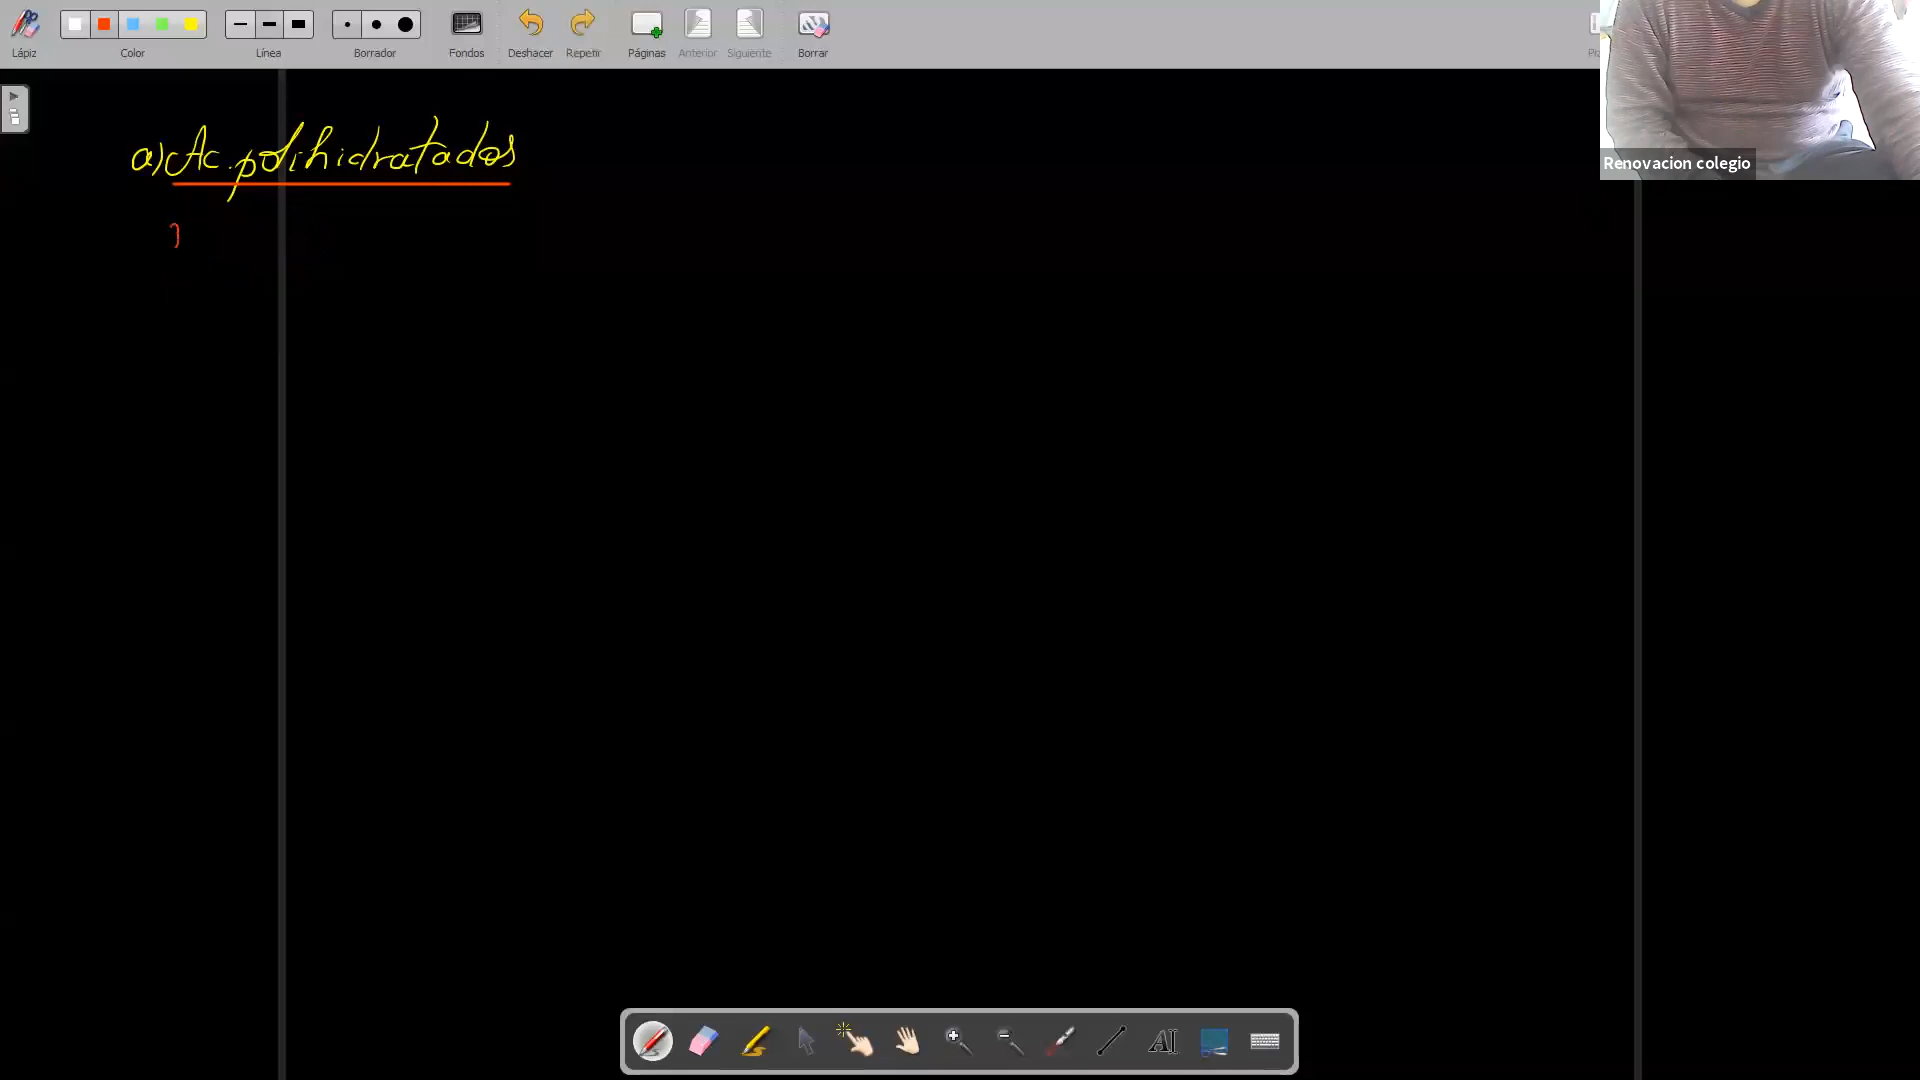 Lápiz Color Línea Borrador Fondos Deshacer Repetir Páginas Anterior Siguiente Borrar
Renovacion colegio
a) Ac. polihidratados